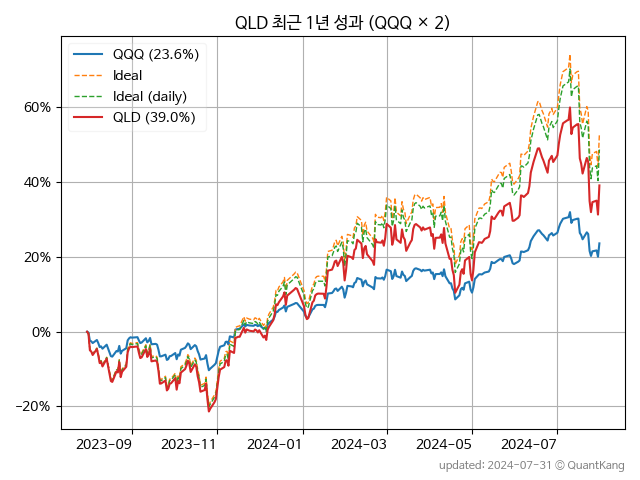 QLD 최근 1년 성과 (QQQ × 2)
QQQ (23.6%)
Ideal
Ideal (daily)
QLD (39.0%)
60%
40%
20%
0%
−20%
2023-09
2023-11
2024-01
2024-03
2024-05
2024-07
updated: 2024-07-31 © QuantKang